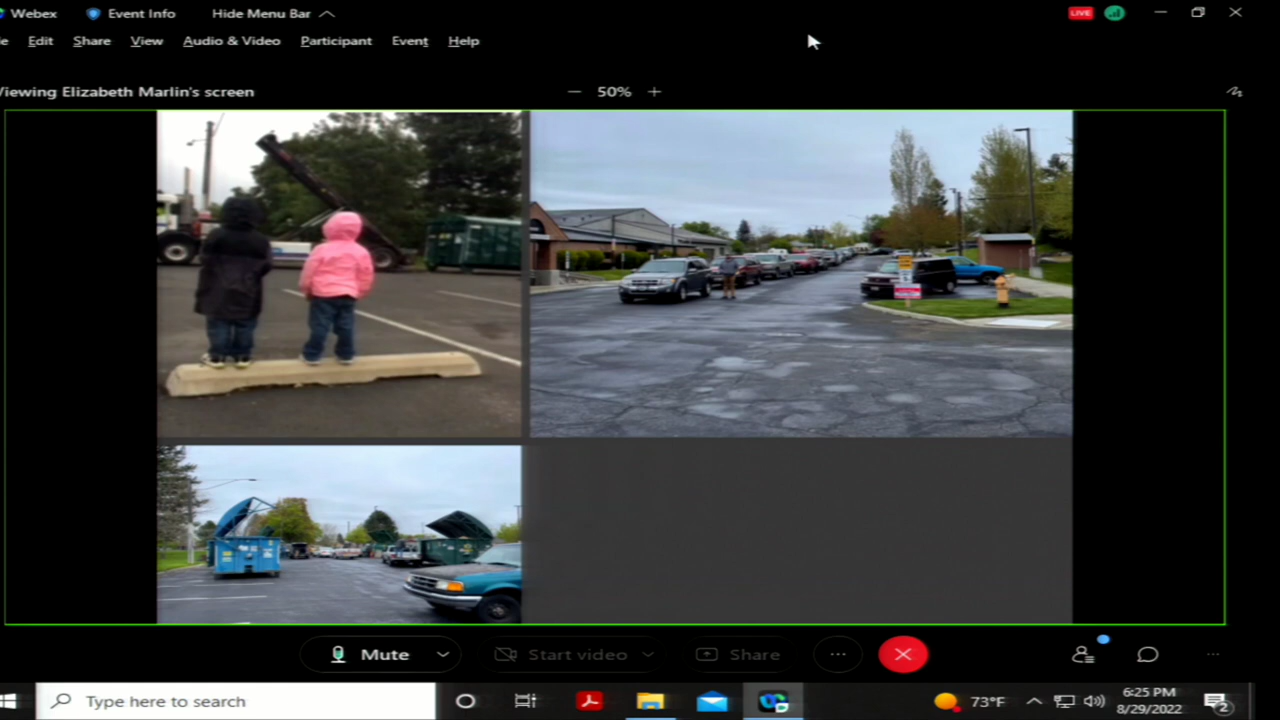 Webex Event Info Hide Menu Bar LIVE
Edit Share View Audio & Video Participant Event Help
Viewing Elizabeth Marlin's screen 50%
Mute Start video Share
Type here to search 73°F 6:25 PM
8/29/2022 2